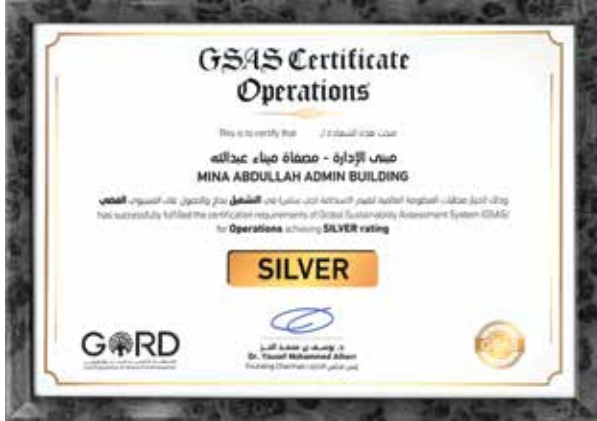 GSAS Certificate
Operations
This is to certify that
مبنى الإدارة - مصفاة ميناء عبدالله
MINA ABDULLAH ADMIN BUILDING
has successfully fulfilled the certification requirements of Global Sustainability Assessment System (GSAS)
for Operations achieving SILVER rating
SILVER
GORD
Dr. Yousef Mohammed Alhorr
Founding Chairman